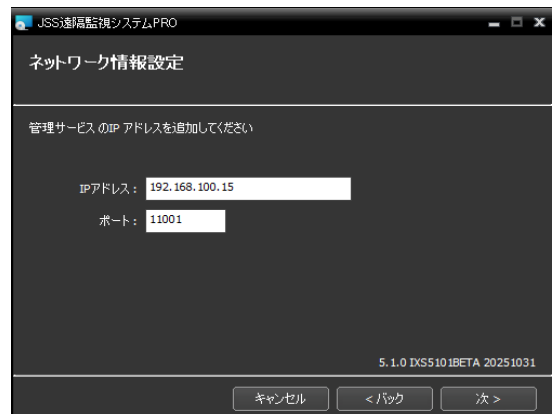 JSS遠隔監視システムPRO
ネットワーク情報設定
管理サービス のIP アドレスを追加してください
IPアドレス : 192.168.100.15
ポート : 11001
5.1.0 IXS5101BETA 20251031
キャンセル < バック 次 >